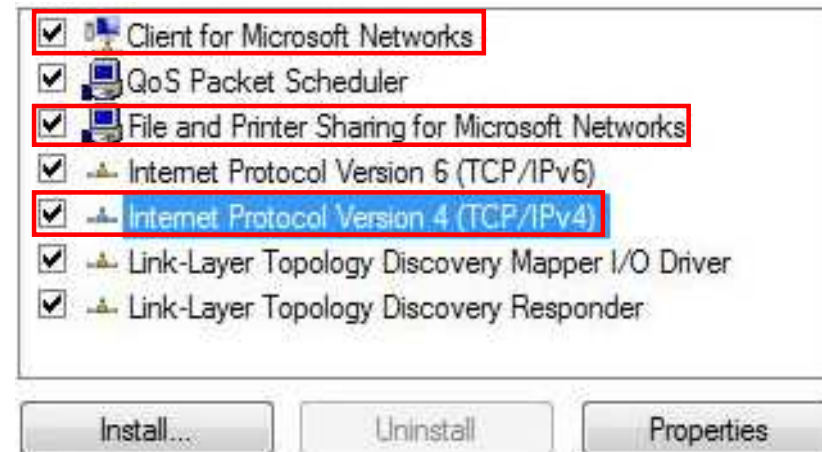 Client for Microsoft Networks
QoS Packet Scheduler
File and Printer Sharing for Microsoft Networks
Internet Protocol Version 6 (TCP/IPv6)
Internet Protocol Version 4 (TCP/IPv4)
Link-Layer Topology Discovery Mapper I/O Driver
Link-Layer Topology Discovery Responder
Install... Uninstall Properties